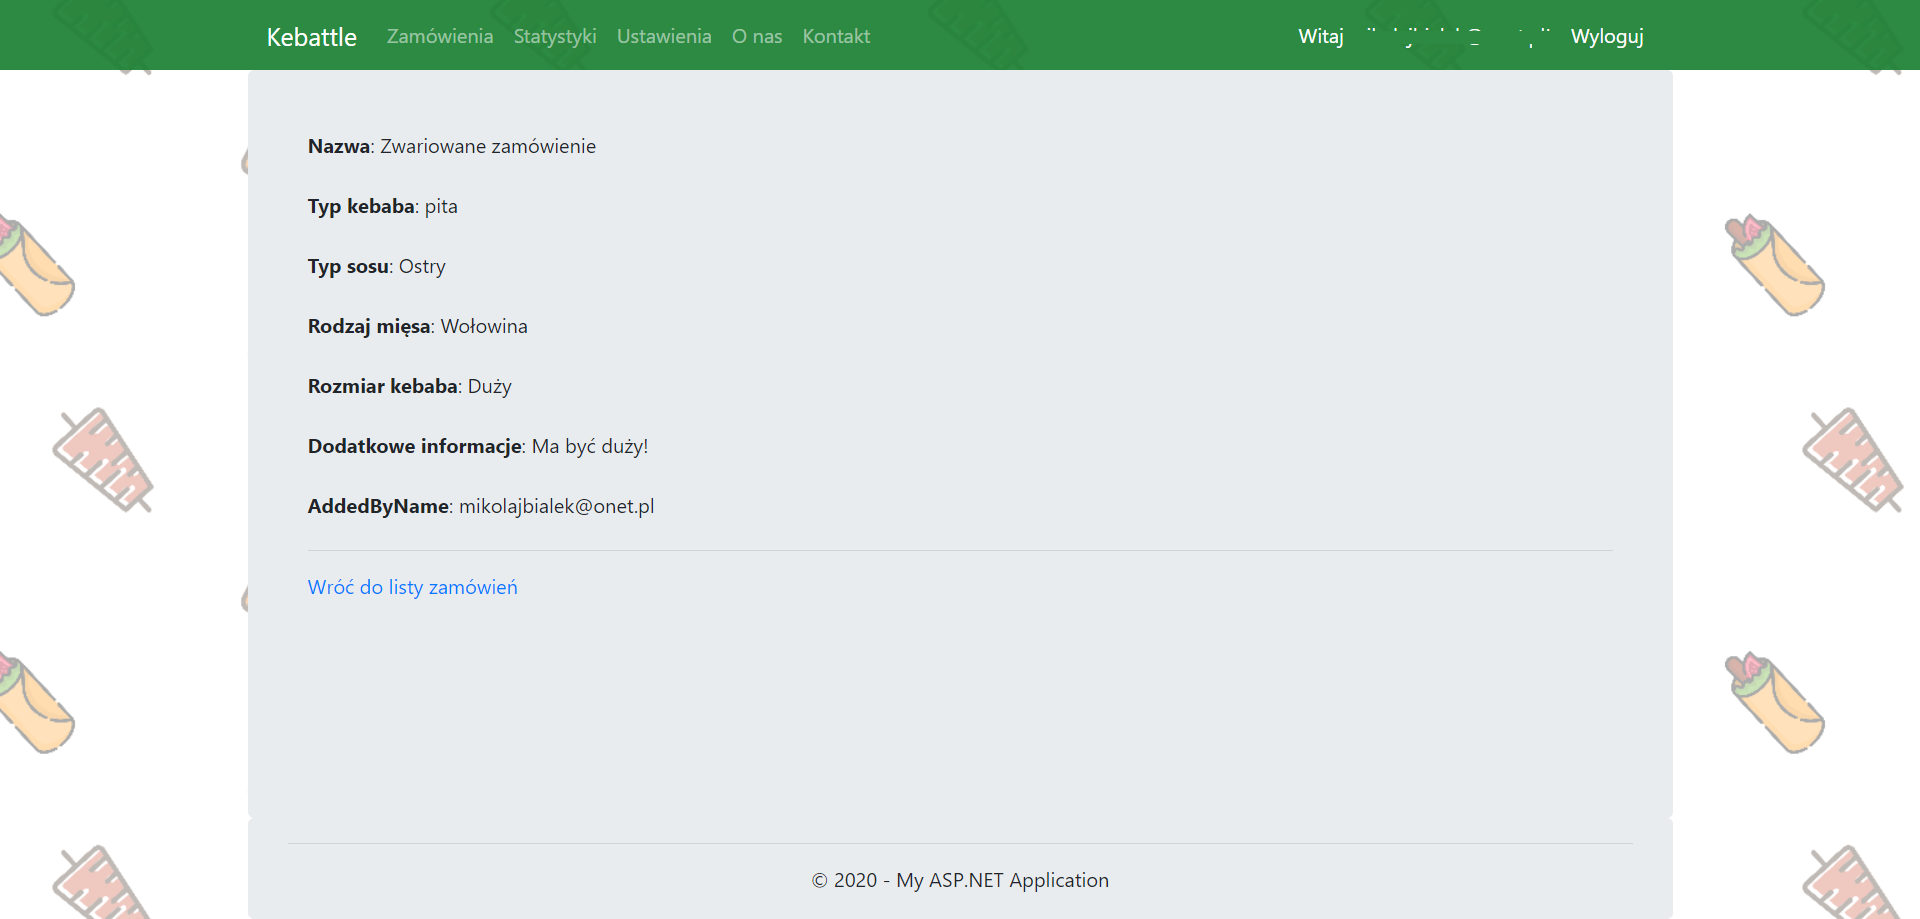 Kebattle Zamówienia Statystyki Ustawienia O nas Kontakt Witaj Wyloguj
Nazwa: Zwariowane zamówienie
Typ kebaba: pita
Typ sosu: Ostry
Rodzaj mięsa: Wołowina
Rozmiar kebaba: Duży
Dodatkowe informacje: Ma być duży!
AddedByName: mikolajbialek@onet.pl
Wróć do listy zamówień
© 2020 - My ASP.NET Application